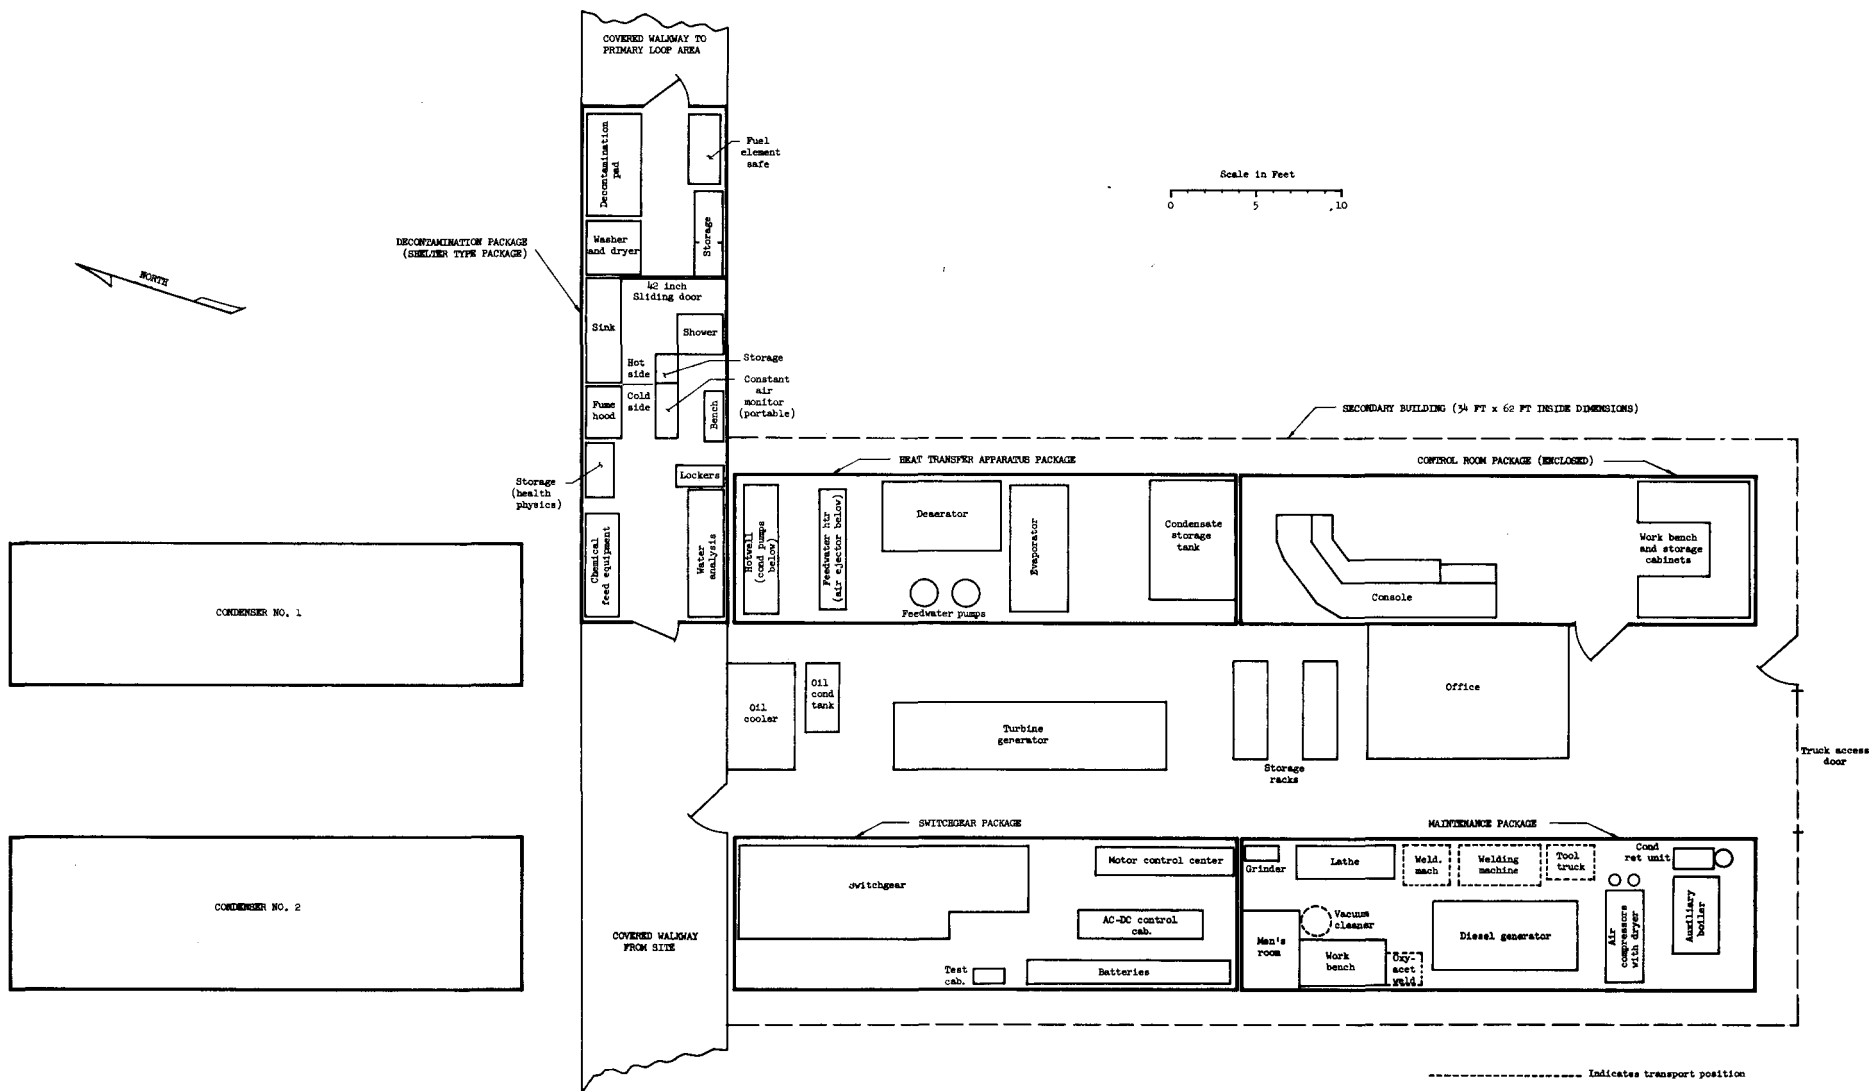 COVERED WALKWAY TO
PRIMARY LOOP AREA
Decontamination
pad
Fuel
element
safe
Scale in Feet
0 5 10
Washer
and dryer
Storage
DECONTAMINATION PACKAGE
(SHELTER TYPE PACKAGE)
NORTH
42 inch
Sliding door
Sink
Shower
Hot
side
Storage
Cold
side
Constant
air
monitor
(portable)
Fume
hood
Bench
SECONDARY BUILDING (34 FT x 62 FT INSIDE DIMENSIONS)
Storage
(health
physics)
Lockers
HEAT TRANSFER APPARATUS PACKAGE
CONTROL ROOM PACKAGE (ENCLOSED)
Chemical
feed equipment
Water
analysis
Hotwell
(cond pumps
below)
Feedwater htr
(air ejector below)
Deaerator
Evaporator
Feedwater pumps
Condensate
storage
tank
Console
Work bench
and storage
cabinets
CONDENSER NO. 1
Oil
cooler
Oil
cond
tank
Turbine
generator
Storage
racks
Office
Truck access
door
SWITCHGEAR PACKAGE
MAINTENANCE PACKAGE
Switchgear
Motor control center
AC-DC control
cab.
Test
cab.
Batteries
Grinder
Lathe
Weld.
mach
Welding
machine
Tool
truck
Cond
ret unit
Men's
room
Vacuum
cleaner
Work
bench
Oxy-
acet
weld
Diesel generator
Air
compressors
with dryer
Auxiliary
boiler
CONDENSER NO. 2
COVERED WALKWAY
FROM SITE
Indicates transport position